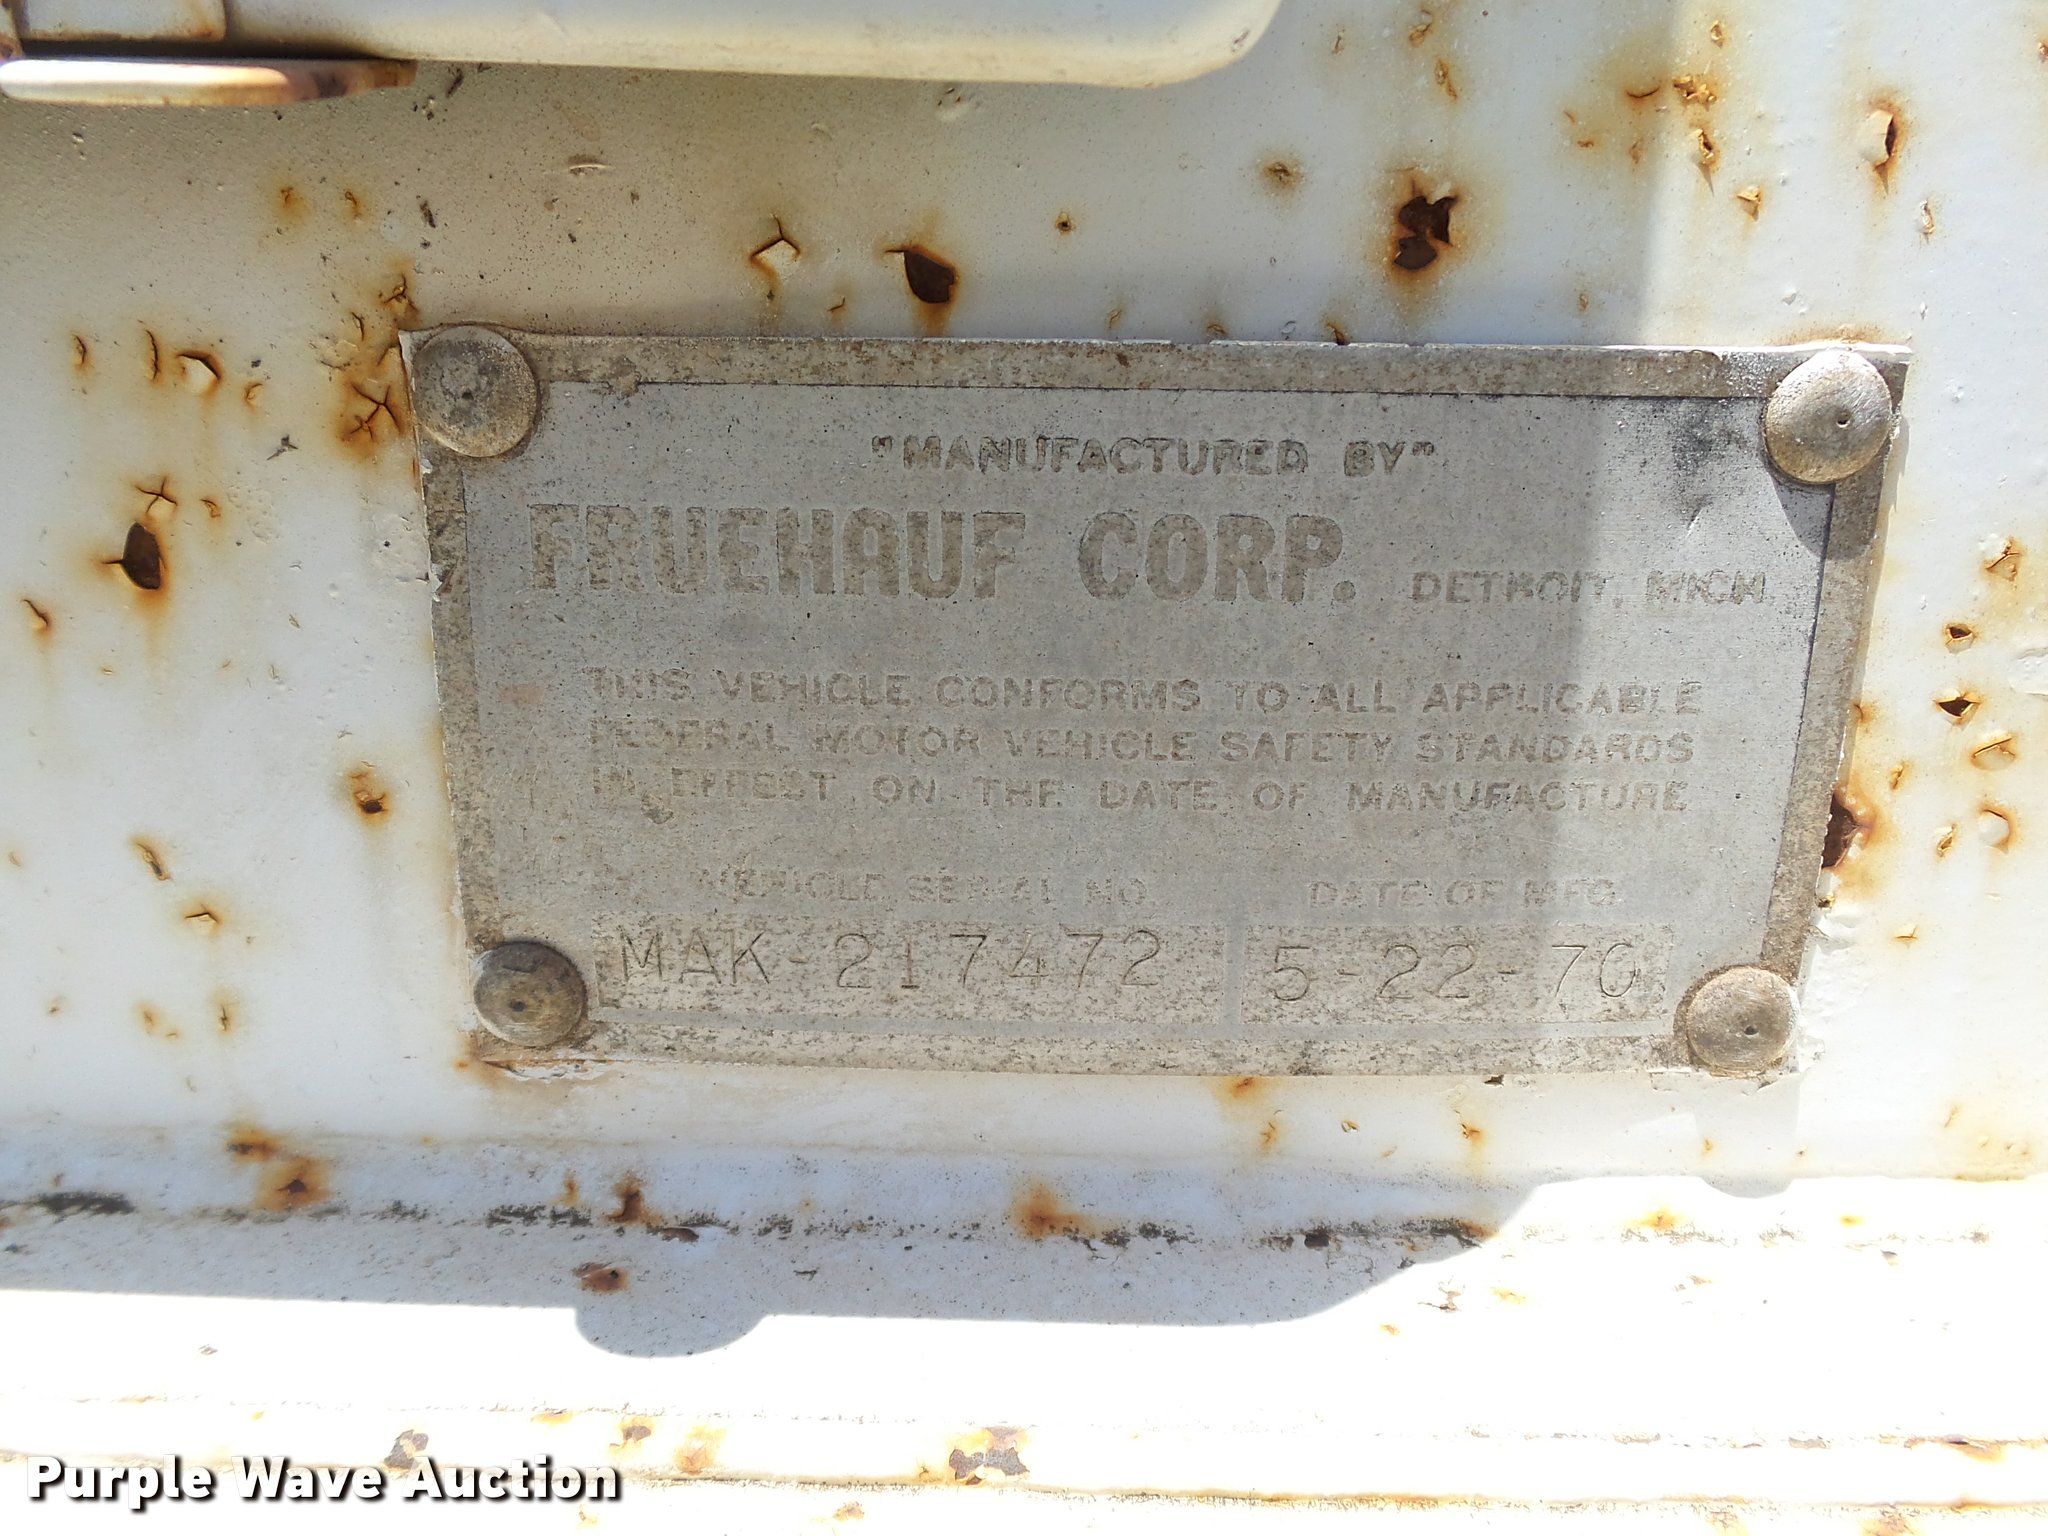 "MANUFACTURED BY"
FRUEHAUF CORP. DETROIT, MICH.
THIS VEHICLE CONFORMS TO ALL APPLICABLE
FEDERAL MOTOR VEHICLE SAFETY STANDARDS
IN EFFECT ON THE DATE OF MANUFACTURE
VEHICLE SERIAL NO. DATE OF MFG.
MAK-217472 5-22-70
Purple Wave Auction